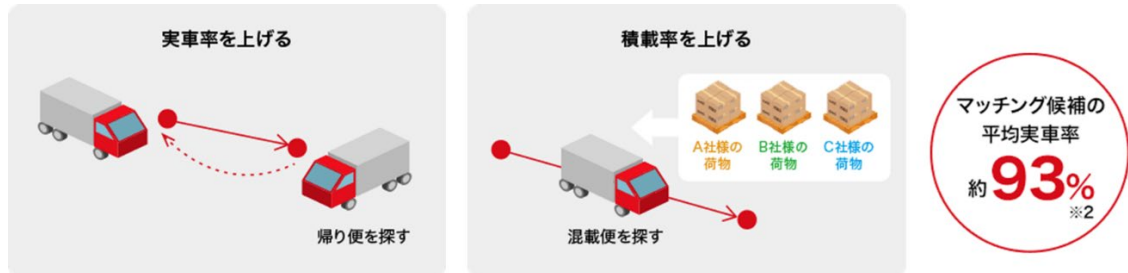 実車率を上げる
帰り便を探す
積載率を上げる
A社様の
荷物
B社様の
荷物
C社様の
荷物
混載便を探す
マッチング候補の
平均実車率
約93%
※2